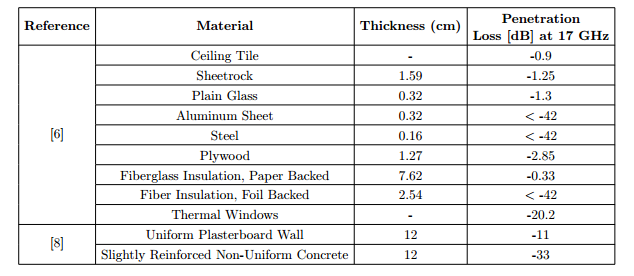 Reference Material Thickness (cm) Penetration Loss [dB] at 17 GHz
[6] Ceiling Tile - -0.9
Sheetrock 1.59 -1.25
Plain Glass 0.32 -1.3
Aluminum Sheet 0.32 < -42
Steel 0.16 < -42
Plywood 1.27 -2.85
Fiberglass Insulation, Paper Backed 7.62 -0.33
Fiber Insulation, Foil Backed 2.54 < -42
Thermal Windows - -20.2
[8] Uniform Plasterboard Wall 12 -11
Slightly Reinforced Non-Uniform Concrete 12 -33